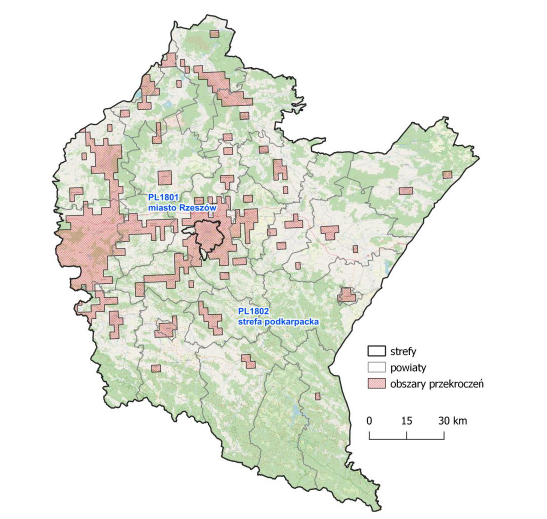 PL1801
miasto Rzeszów
PL1802
strefa podkarpacka
strefy
powiaty
obszary przekroczeń
0 15 30 km